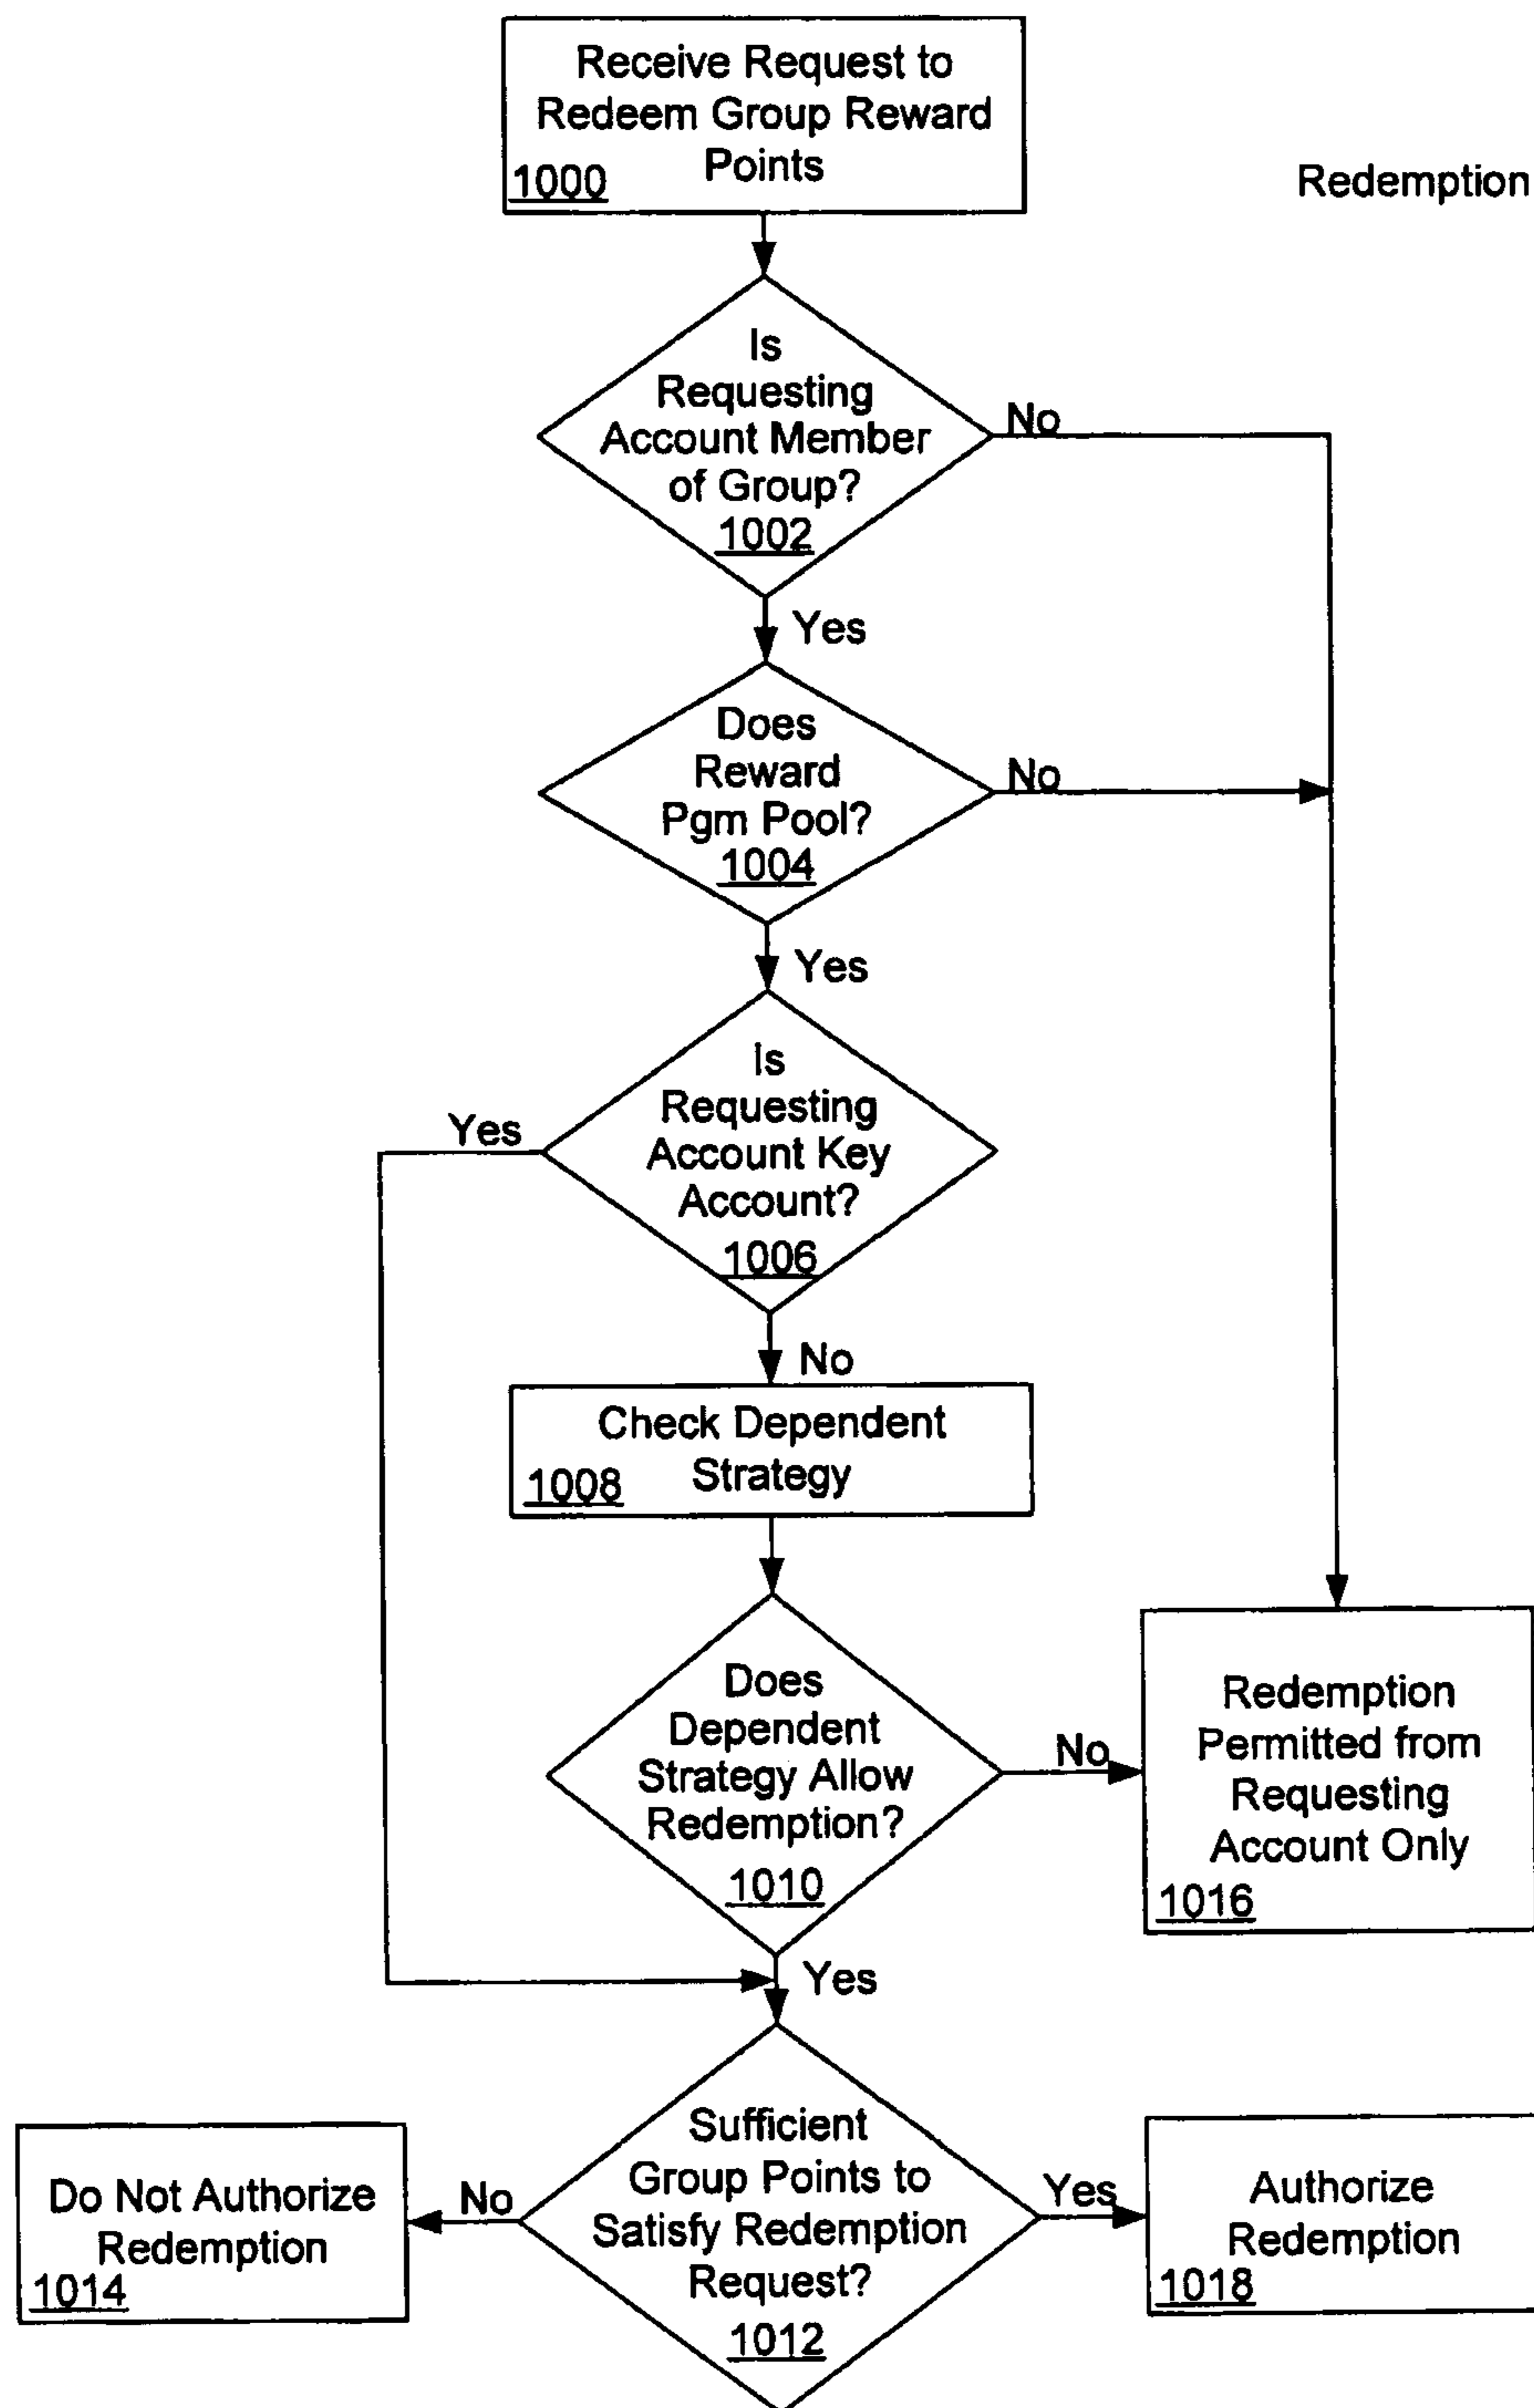 Receive Request to
Redeem Group Reward
Points
1000
Redemption
Is
Requesting
Account Member
of Group?
1002
No
Yes
Does
Reward
Pgm Pool?
1004
No
Yes
Is
Requesting
Account Key
Account?
1006
Yes
No
Check Dependent
Strategy
1008
Does
Dependent
Strategy Allow
Redemption?
1010
No
Yes
Redemption
Permitted from
Requesting
Account Only
1016
Sufficient
Group Points to
Satisfy Redemption
Request?
1012
No
Yes
Do Not Authorize
Redemption
1014
Authorize
Redemption
1018